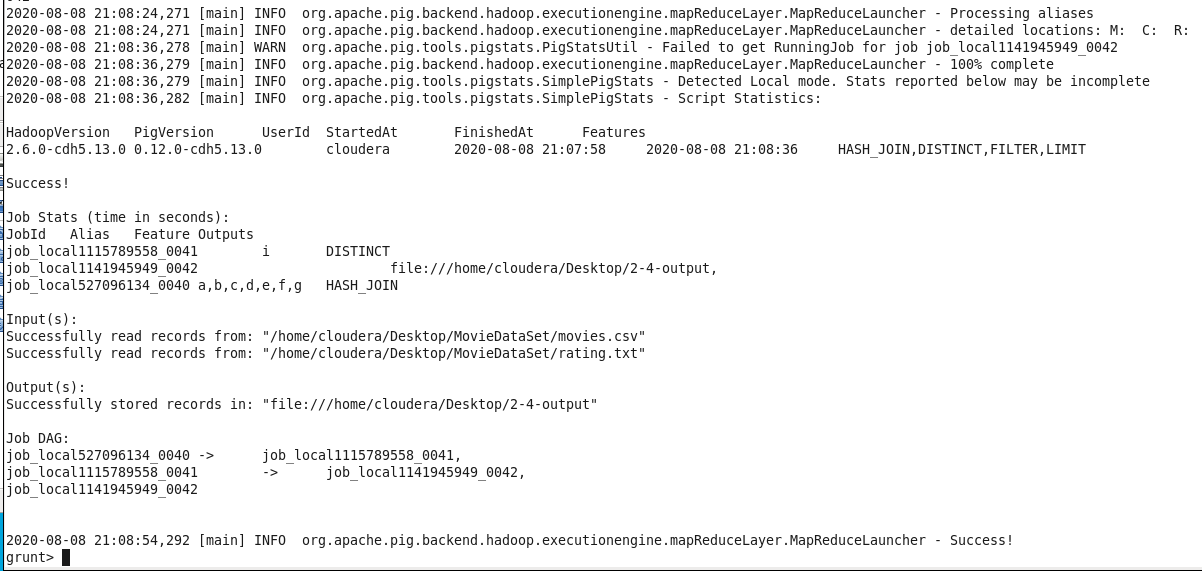 2020-08-08 21:08:24,271 [main] INFO  org.apache.pig.backend.hadoop.executionengine.mapReduceLayer.MapReduceLauncher - Processing aliases
2020-08-08 21:08:24,271 [main] INFO  org.apache.pig.backend.hadoop.executionengine.mapReduceLayer.MapReduceLauncher - detailed locations: M:  C:  R:
2020-08-08 21:08:36,278 [main] WARN  org.apache.pig.tools.pigstats.PigStatsUtil - Failed to get RunningJob for job job_local1141945949_0042
2020-08-08 21:08:36,279 [main] INFO  org.apache.pig.backend.hadoop.executionengine.mapReduceLayer.MapReduceLauncher - 100% complete
2020-08-08 21:08:36,279 [main] INFO  org.apache.pig.tools.pigstats.SimplePigStats - Detected Local mode. Stats reported below may be incomplete
2020-08-08 21:08:36,282 [main] INFO  org.apache.pig.tools.pigstats.SimplePigStats - Script Statistics:
HadoopVersion   PigVersion      UserId  StartedAt       FinishedAt      Features
2.6.0-cdh5.13.0 0.12.0-cdh5.13.0        cloudera        2020-08-08 21:07:58     2020-08-08 21:08:36     HASH_JOIN,DISTINCT,FILTER,LIMIT
Success!
Job Stats (time in seconds):
JobId   Alias   Feature Outputs
job_local1115789558_0041        i       DISTINCT
job_local1141945949_0042                        file:///home/cloudera/Desktop/2-4-output,
job_local527096134_0040 a,b,c,d,e,f,g   HASH_JOIN
Input(s):
Successfully read records from: "/home/cloudera/Desktop/MovieDataSet/movies.csv"
Successfully read records from: "/home/cloudera/Desktop/MovieDataSet/rating.txt"
Output(s):
Successfully stored records in: "file:///home/cloudera/Desktop/2-4-output"
Job DAG:
job_local527096134_0040 ->      job_local1115789558_0041,
job_local1115789558_0041        ->      job_local1141945949_0042,
job_local1141945949_0042
2020-08-08 21:08:54,292 [main] INFO  org.apache.pig.backend.hadoop.executionengine.mapReduceLayer.MapReduceLauncher - Success!
grunt>